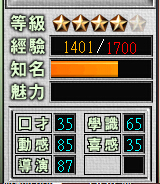 等級
經驗 1401/1700
知名
魅力
口才 35 學識 65
動感 85 喜感 35
導演 87